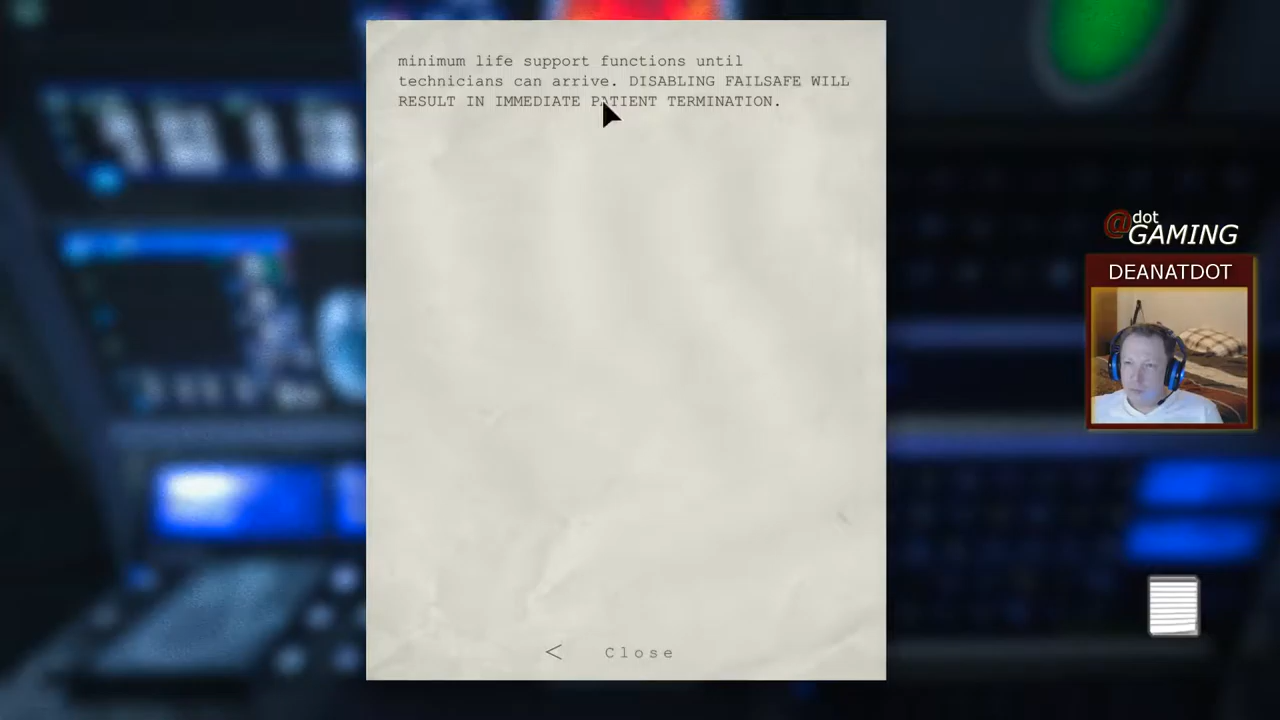 minimum life support functions until
technicians can arrive. DISABLING FAILSAFE WILL
RESULT IN IMMEDIATE PATIENT TERMINATION.
@dot
GAMING
DEANATDOT
< Close